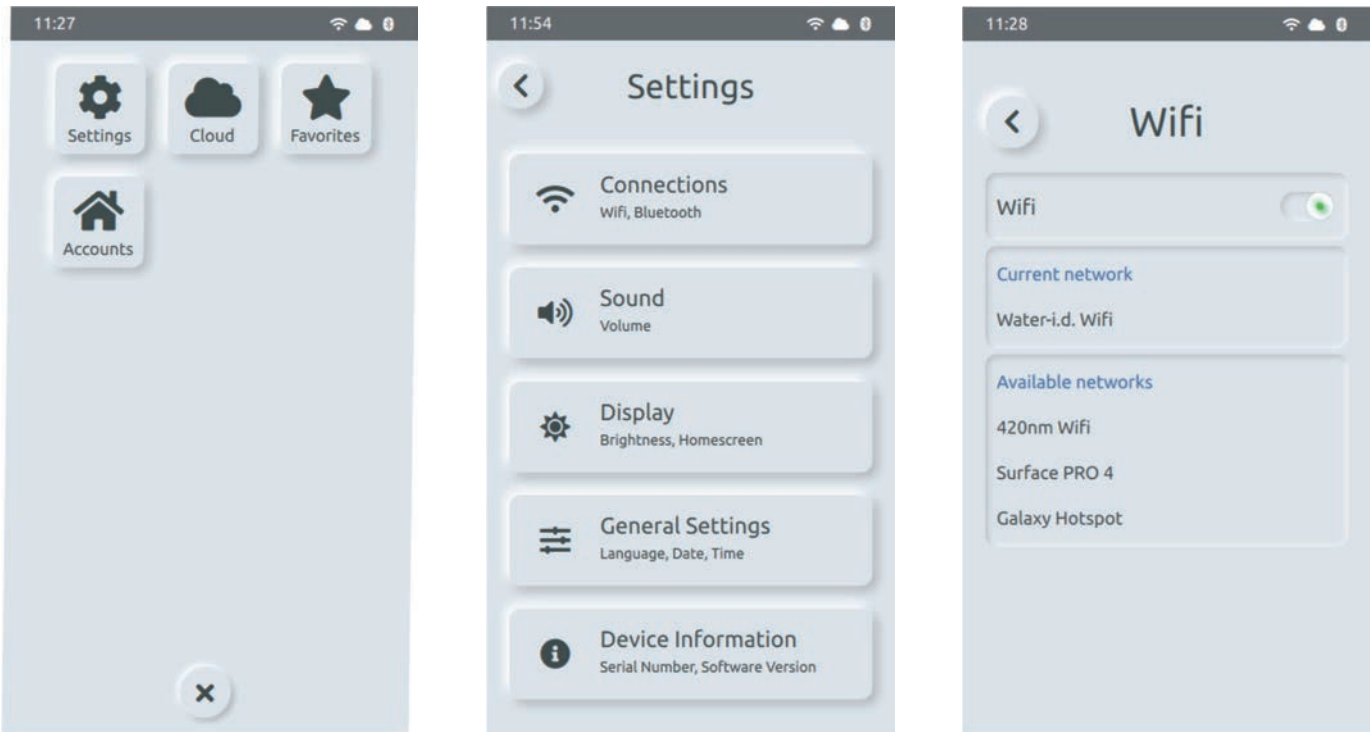 11:27
Settings
Cloud
Favorites
Accounts
11:54
Settings
Connections
Wifi, Bluetooth
Sound
Volume
Display
Brightness, Homescreen
General Settings
Language, Date, Time
Device Information
Serial Number, Software Version
11:28
Wifi
Wifi
Current network
Water-i.d. Wifi
Available networks
420nm Wifi
Surface PRO 4
Galaxy Hotspot